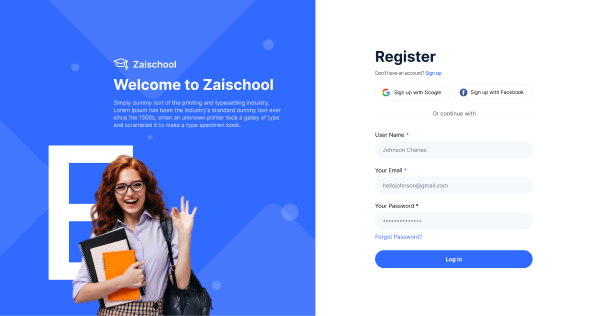 Zaischool
Welcome to Zaischool
Simply dummy text of the printing and typesetting industry.
Lorem Ipsum has been the industry's standard dummy text ever
since the 1500s, when an unknown printer took a galley of type
and scrambled it to make a type specimen book.
E
Register
Don't have an account? Sign up
Sign up with Google
Sign up with Facebook
Or continue with
User Name *
Johnson Charles
Your Email *
hellojohnson@gmail.com
Your Password *
**************
Forgot Password?
Log In